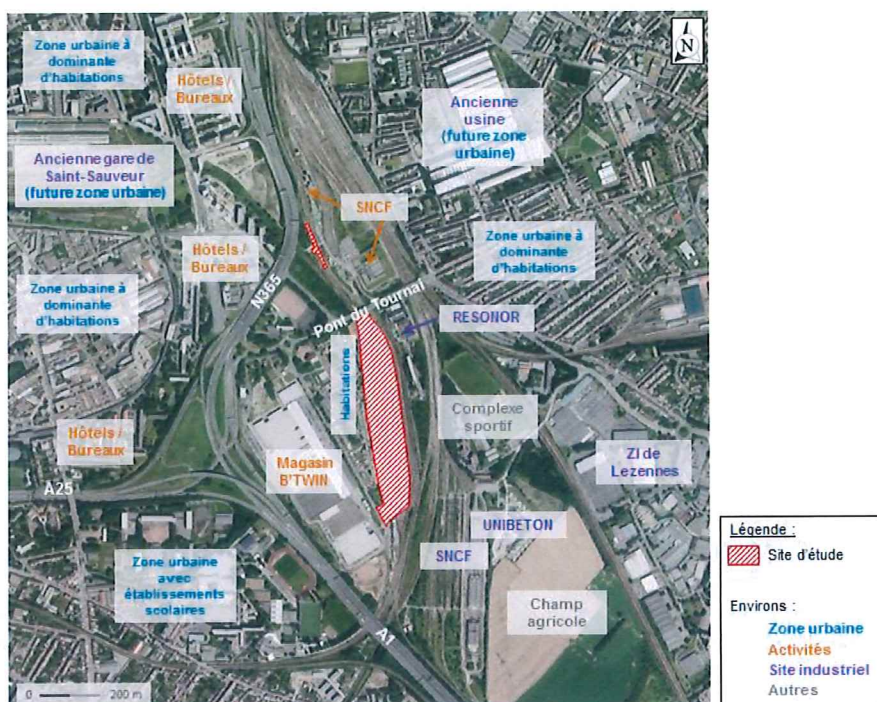 Zone urbaine à
dominante
d'habitations
Hôtels /
Bureaux
N
Ancienne
usine
(future zone
urbaine)
Ancienne gare de
Saint-Sauveur
(future zone urbaine)
SNCF
Hôtels /
Bureaux
Zone urbaine à
dominante
d'habitations
N365
Zone urbaine à
dominante
d'habitations
Pont du Tournai
RESONOR
Habitations
Complexe
sportif
Hôtels /
Bureaux
Magasin
B'TWIN
ZI de
Lezennes
A25
UNIBETON
SNCF
Zone urbaine
avec
établissements
scolaires
Champ
agricole
A1
0 200 m
Légende :
Site d'étude
Environs :
Zone urbaine
Activités
Site industriel
Autres